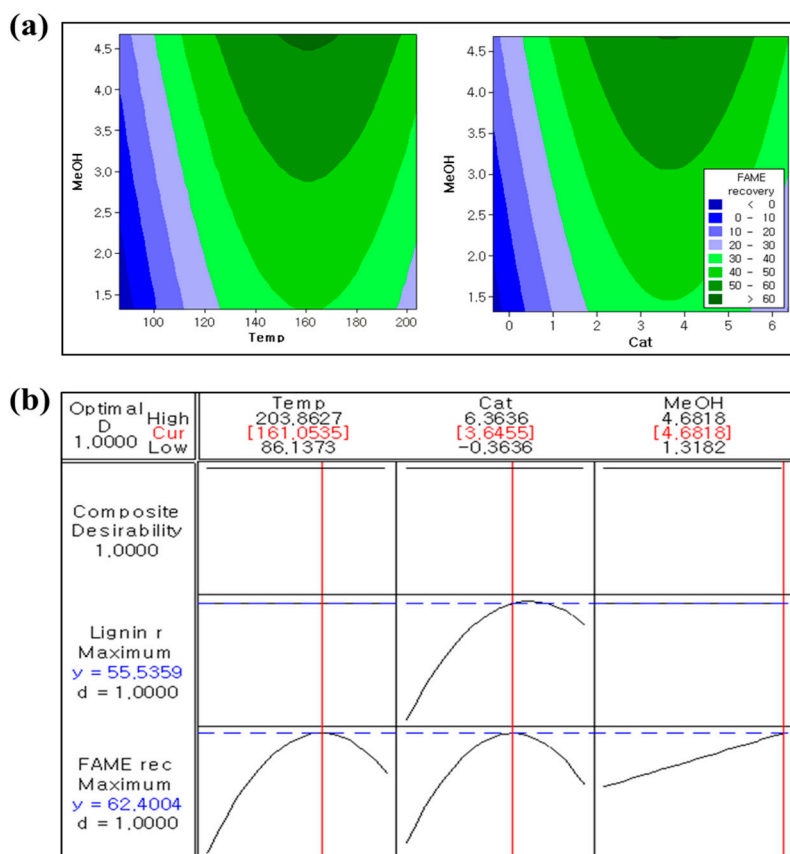 (a)
4.5
4.0
3.5
3.0
2.5
2.0
1.5
MeOH
100 120 140 160 180 200
Temp
4.5
4.0
3.5
3.0
2.5
2.0
1.5
MeOH
0 1 2 3 4 5 6
Cat
FAME
recovery
< 0
0 - 10
10 - 20
20 - 30
30 - 40
40 - 50
50 - 60
> 60
(b)
Optimal
D
1,0000
High
Cur
Low
Temp
203,8627
[161,0535]
86,1373
Cat
6,3636
[3,6455]
-0,3636
MeOH
4,6818
[4,6818]
1,3182
Composite
Desirability
1,0000
Lignin r
Maximum
y = 55,5359
d = 1,0000
FAME rec
Maximum
y = 62,4004
d = 1,0000